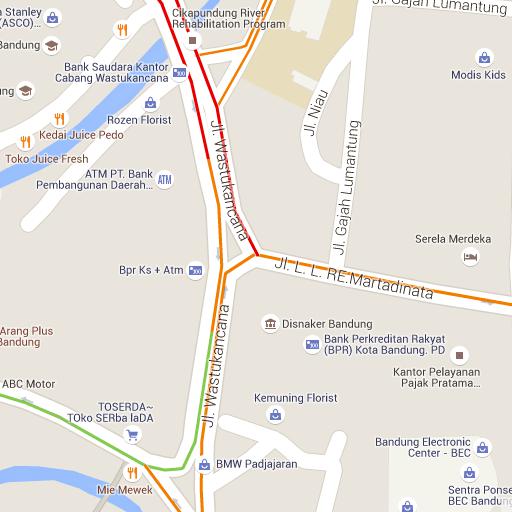 Stanley
(ASCO)...
Bandung
ung
Cikapundung River
Rehabilitation Program
Jl. Gajah Lumantung
Modis Kids
Bank Saudara Kantor
Cabang Wastukancana
Rozen Florist
Kedai Juice Pedo
Toko Juice Fresh
ATM PT. Bank
Pembangunan Daerah...
ATM
Jl. Wastukancana
Jl. Niau
Jl. Gajah Lumantung
Serela Merdeka
Bpr Ks + Atm
Jl. L. L. RE.Martadinata
Disnaker Bandung
Bank Perkreditan Rakyat
(BPR) Kota Bandung. PD
Kantor Pelayanan
Pajak Pratama...
Arang Plus
Bandung
ABC Motor
Jl. Wastukancana
Kemuning Florist
TOSERDA~
TOko SERba laDA
BMW Padjajaran
Mie Mewek
Bandung Electronic
Center - BEC
Sentra Ponse
BEC Bandung